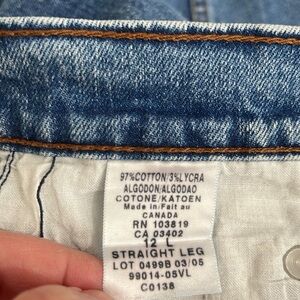 97%COTTON/3%LYCRA
ALGODON/ALGODAO
COTONE/KATOEN
Made in-Fait au
CANADA
RN 103819
CA 03402
12 L
STRAIGHT LEG
LOT 0499B 03/05
99014-05VL
C0138